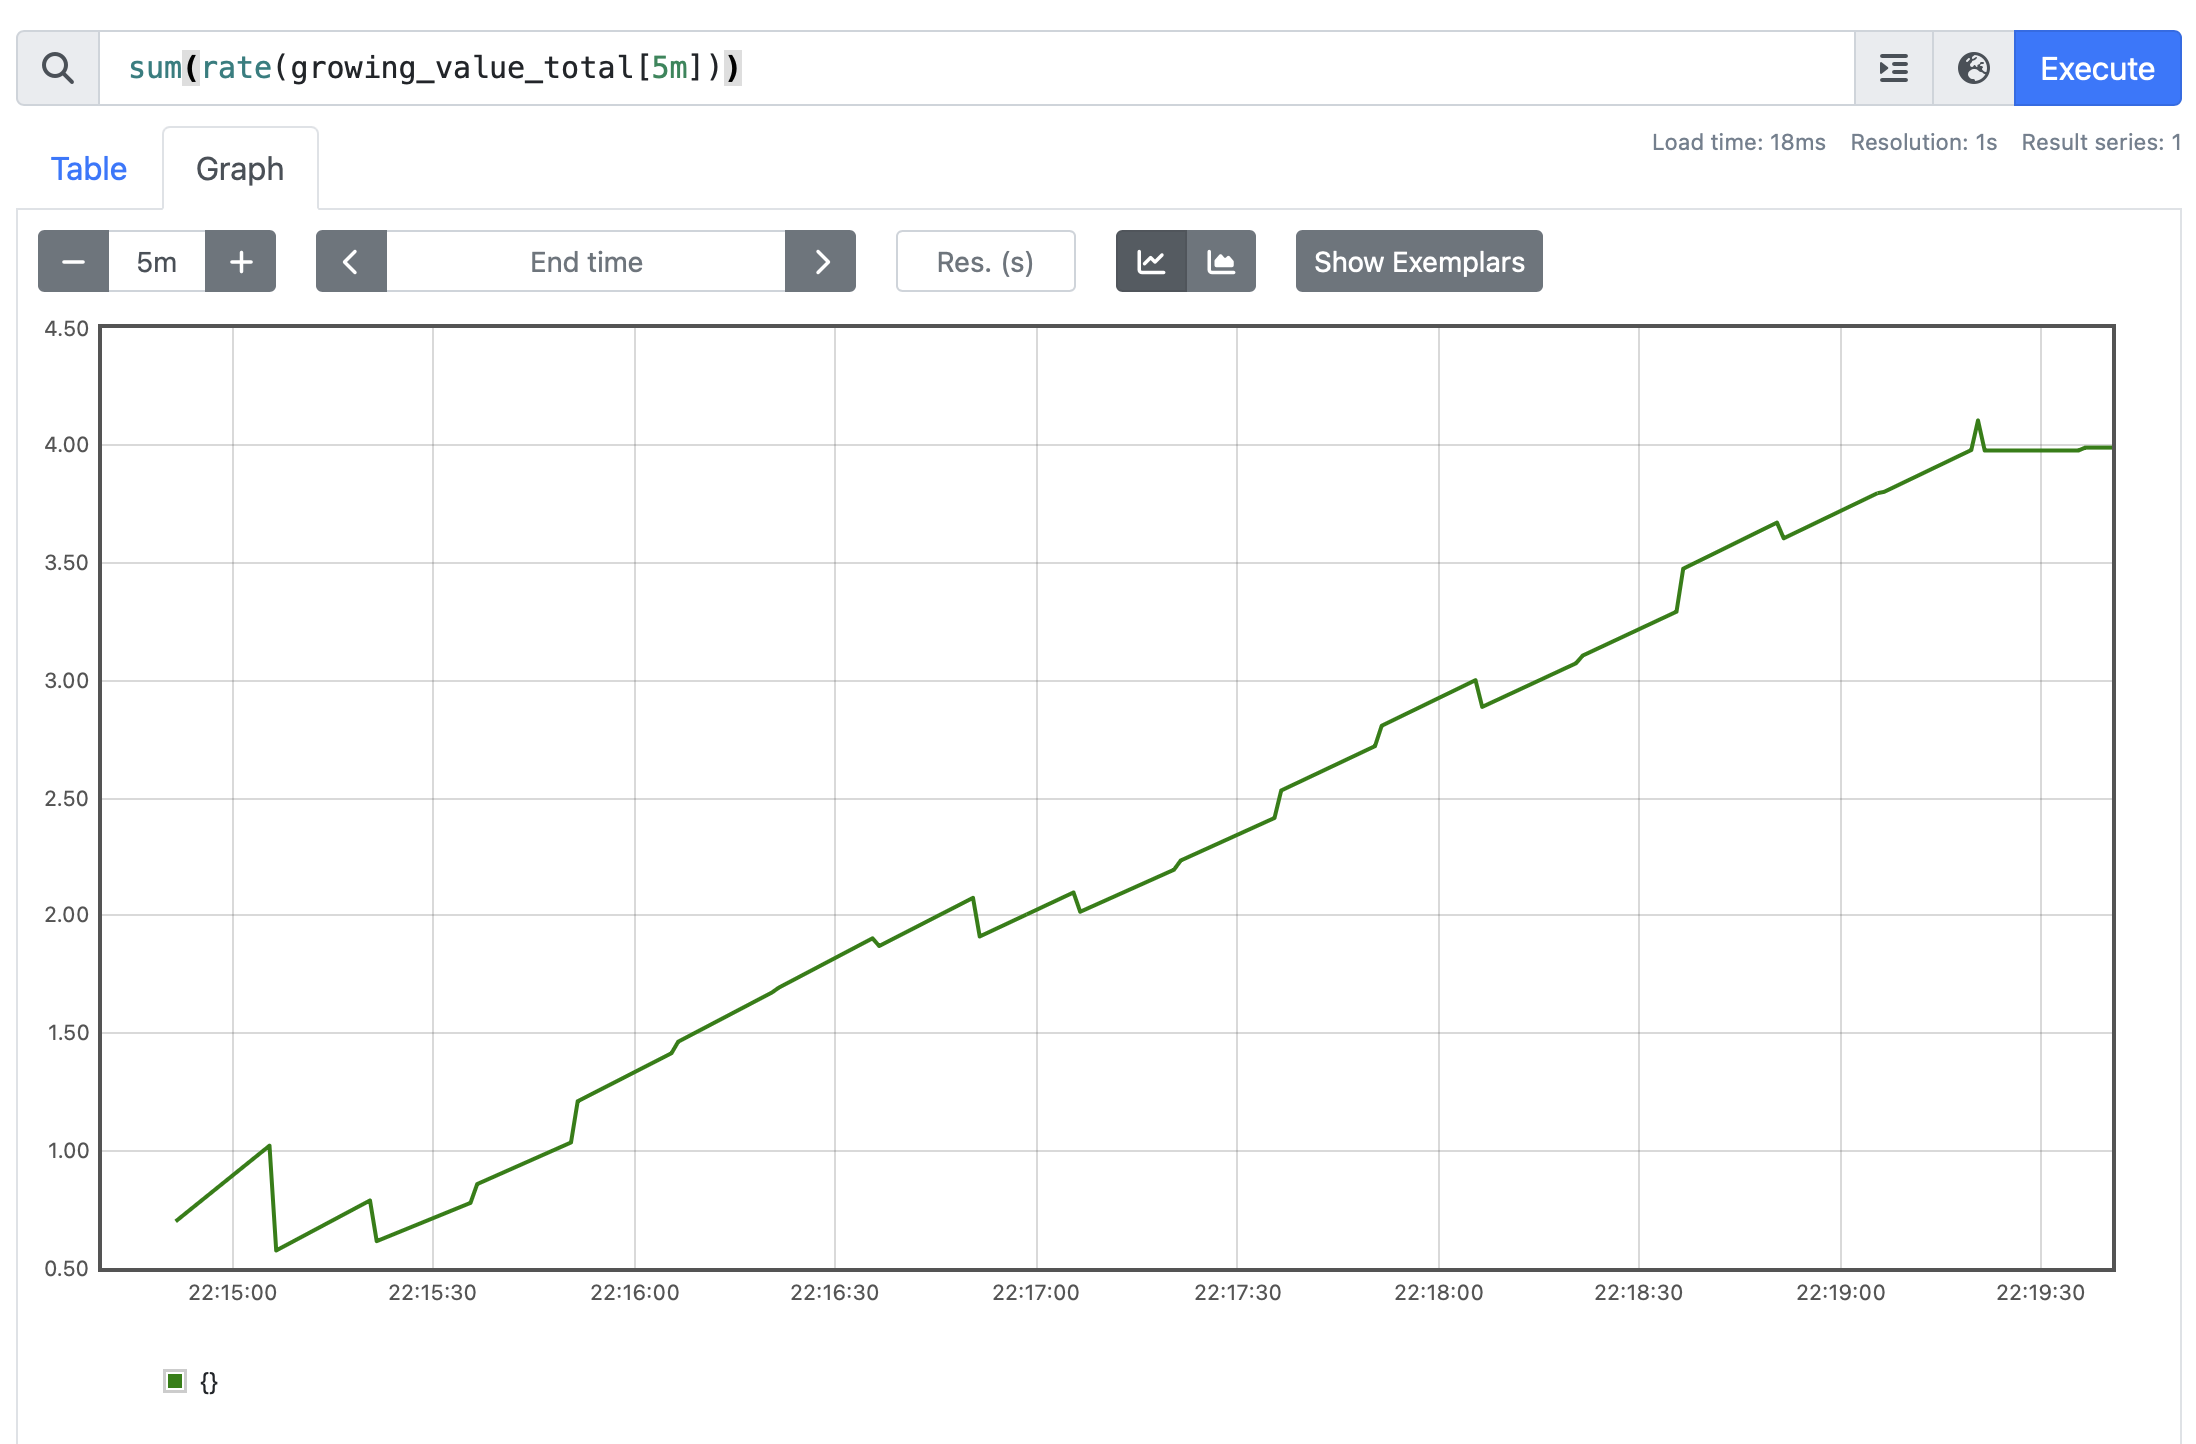 sum(rate(growing_value_total[5m]))
Execute
Load time: 18ms Resolution: 1s Result series: 1
Table
Graph
5m
End time
Res. (s)
Show Exemplars
4.50
4.00
3.50
3.00
2.50
2.00
1.50
1.00
0.50
22:15:00 22:15:30 22:16:00 22:16:30 22:17:00 22:17:30 22:18:00 22:18:30 22:19:00 22:19:30
{}